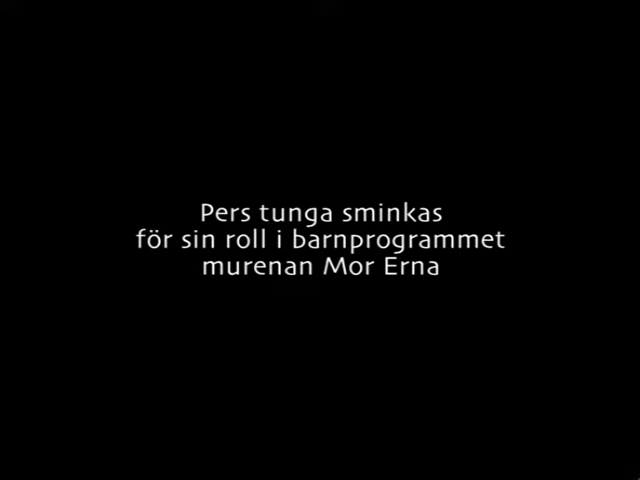 Pers tunga sminkas
för sin roll i barnprogrammet
murenan Mor Erna